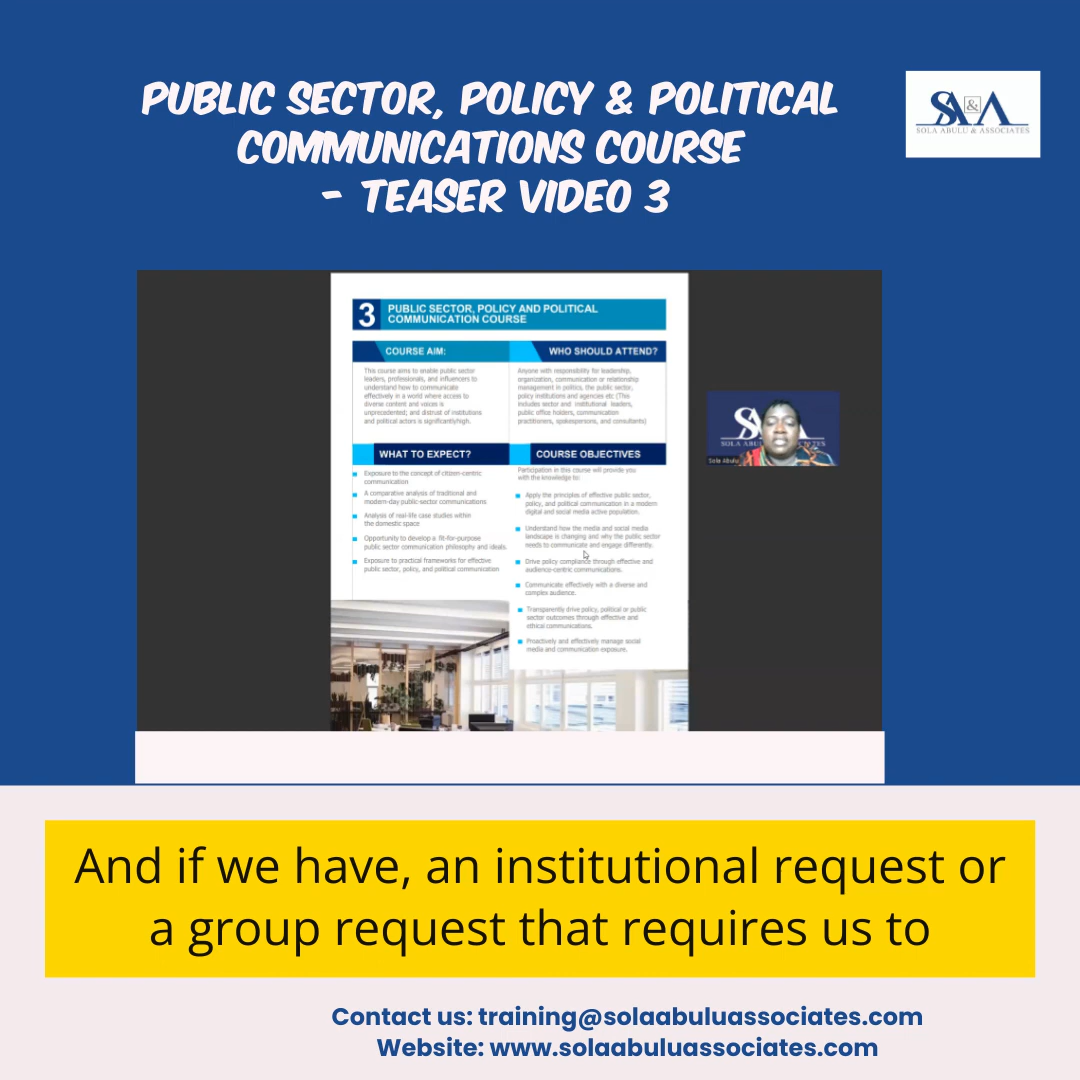 PUBLIC SECTOR, POLICY & POLITICAL
COMMUNICATIONS COURSE
- TEASER VIDEO 3
SA&A
SOLA ABULU & ASSOCIATES
3
PUBLIC SECTOR, POLICY AND POLITICAL
COMMUNICATION COURSE
COURSE AIM:
This course aims to enable public sector
leaders, professionals, and influencers to
understand how to communicate
effectively in a world where access to
diverse content and voices is
unprecedented; and distrust of institutions
and political actors is significantlyhigh.
WHO SHOULD ATTEND?
Anyone with responsibility for leadership,
organization, communication or relationship
management in politics, the public sector,
policy institutions and agencies etc (This
includes sector and institutional leaders,
public office holders, communication
practitioners, spokespersons, and consultants)
WHAT TO EXPECT?
Exposure to the concept of citizen-centric
communication
A comparative analysis of traditional and
modern-day public-sector communications
Analysis of real-life case studies within
the domestic space
Opportunity to develop a fit-for-purpose
public sector communication philosophy and ideals.
Exposure to practical frameworks for effective
public sector, policy, and political communication
COURSE OBJECTIVES
Participation in this course will provide you
with the knowledge to:
Apply the principles of effective public sector,
policy, and political communication in a modern
digital and social media active population.
Understand how the media and social media
landscape is changing and why the public sector
needs to communicate and engage differently.
Drive policy compliance through effective and
audience-centric communications.
Communicate effectively with a diverse and
complex audience.
Transparently drive policy, political or public
sector outcomes through effective and
ethical communications.
Proactively and effectively manage social
media and communication exposure.
Sola Abulu
And if we have, an institutional request or
a group request that requires us to
Contact us: training@solaabuluassociates.com
Website: www.solaabuluassociates.com